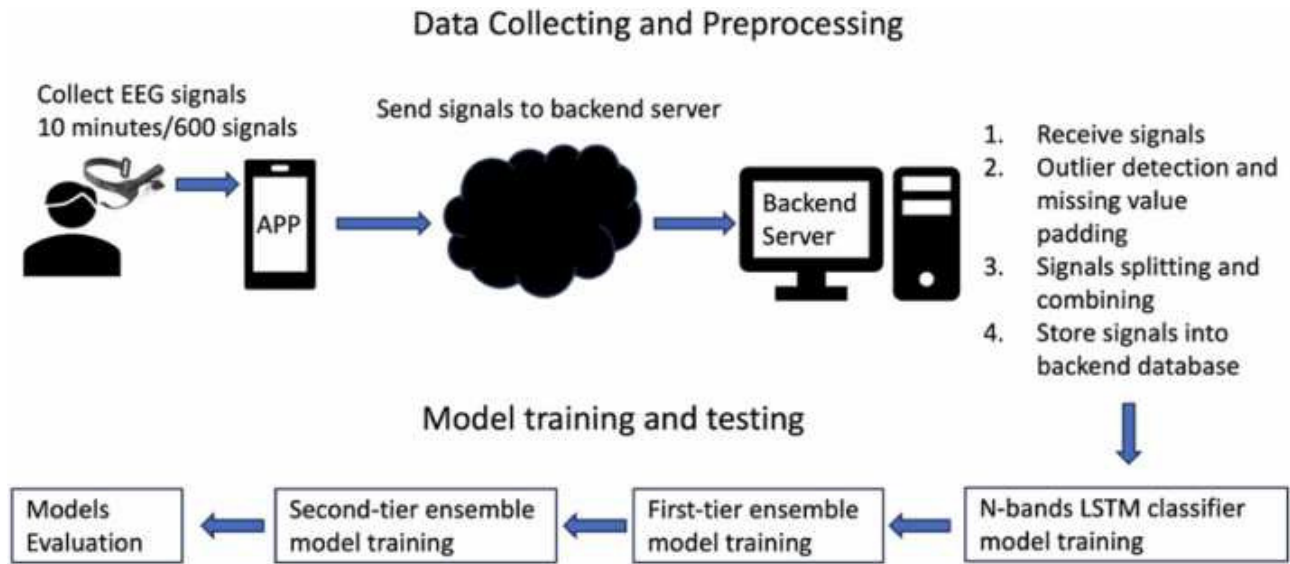 Data Collecting and Preprocessing
Collect EEG signals
10 minutes/600 signals
Send signals to backend server
APP
Backend
Server
1. Receive signals
2. Outlier detection and
missing value
padding
3. Signals splitting and
combining
4. Store signals into
backend database
Model training and testing
Models
Evaluation
Second-tier ensemble
model training
First-tier ensemble
model training
N-bands LSTM classifier
model training